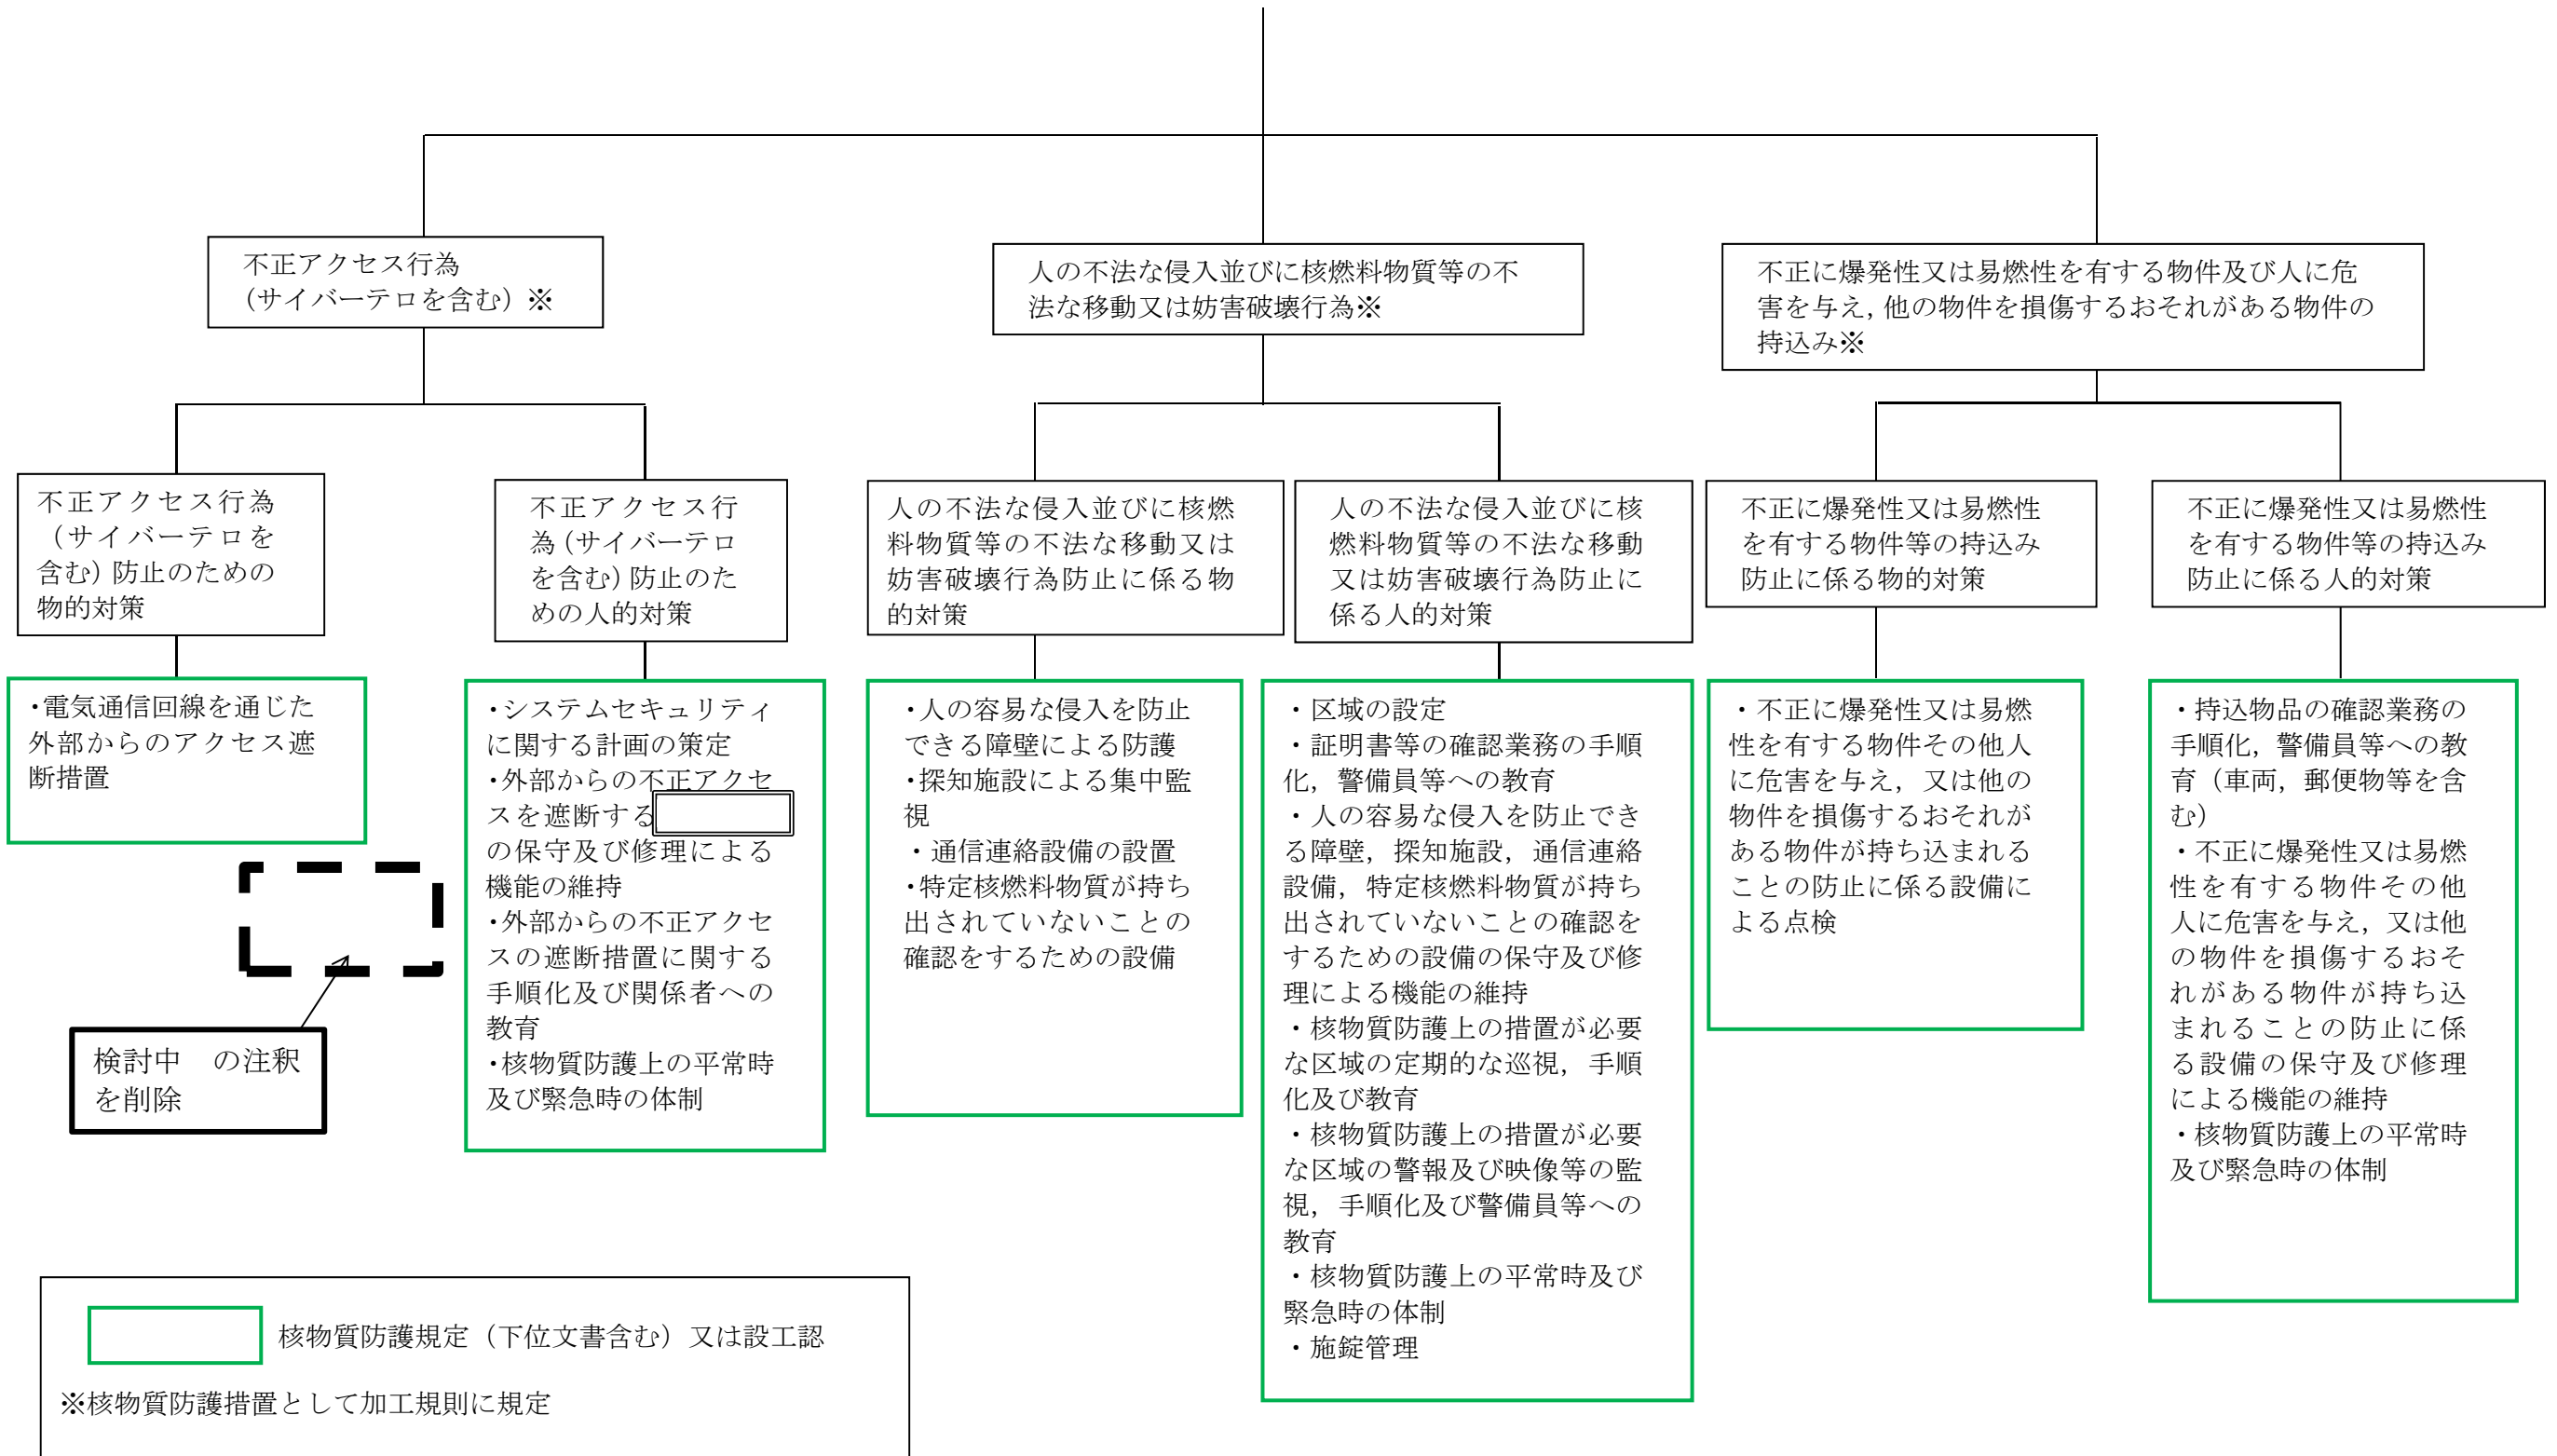 不正アクセス行為
（サイバーテロを含む）※
人の不法な侵入並びに核燃料物質等の不
法な移動又は妨害破壊行為※
不正に爆発性又は易燃性を有する物件及び人に危
害を与え，他の物件を損傷するおそれがある物件の
持込み※
不正アクセス行為
（サイバーテロを
含む）防止のための
物的対策
不正アクセス行
為（サイバーテロ
を含む）防止のた
めの人的対策
人の不法な侵入並びに核燃
料物質等の不法な移動又は
妨害破壊行為防止に係る物
的対策
人の不法な侵入並びに核
燃料物質等の不法な移動
又は妨害破壊行為防止に
係る人的対策
不正に爆発性又は易燃性
を有する物件等の持込み
防止に係る物的対策
不正に爆発性又は易燃性
を有する物件等の持込み
防止に係る人的対策
・電気通信回線を通じた
外部からのアクセス遮
断措置
・システムセキュリティ
に関する計画の策定
・外部からの不正アクセ
スを遮断する
の保守及び修理による
機能の維持
・外部からの不正アクセ
スの遮断措置に関する
手順化及び関係者への
教育
・核物質防護上の平常時
及び緊急時の体制
・人の容易な侵入を防止
できる障壁による防護
・探知施設による集中監
視
・通信連絡設備の設置
・特定核燃料物質が持ち
出されていないことの
確認をするための設備
・区域の設定
・証明書等の確認業務の手順
化，警備員等への教育
・人の容易な侵入を防止でき
る障壁，探知施設，通信連絡
設備，特定核燃料物質が持ち
出されていないことの確認を
するための設備の保守及び修
理による機能の維持
・核物質防護上の措置が必要
な区域の定期的な巡視，手順
化及び教育
・核物質防護上の措置が必要
な区域の警報及び映像等の監
視，手順化及び警備員等への
教育
・核物質防護上の平常時及び
緊急時の体制
・施錠管理
・不正に爆発性又は易燃
性を有する物件その他人
に危害を与え，又は他の
物件を損傷するおそれが
ある物件が持ち込まれる
ことの防止に係る設備に
よる点検
・持込物品の確認業務の
手順化，警備員等への教
育（車両，郵便物等を含
む）
・不正に爆発性又は易燃
性を有する物件その他
人に危害を与え，又は他
の物件を損傷するおそ
れがある物件が持ち込
まれることの防止に係
る設備の保守及び修理
による機能の維持
・核物質防護上の平常時
及び緊急時の体制
検討中　の注釈
を削除
核物質防護規定（下位文書含む）又は設工認
※核物質防護措置として加工規則に規定